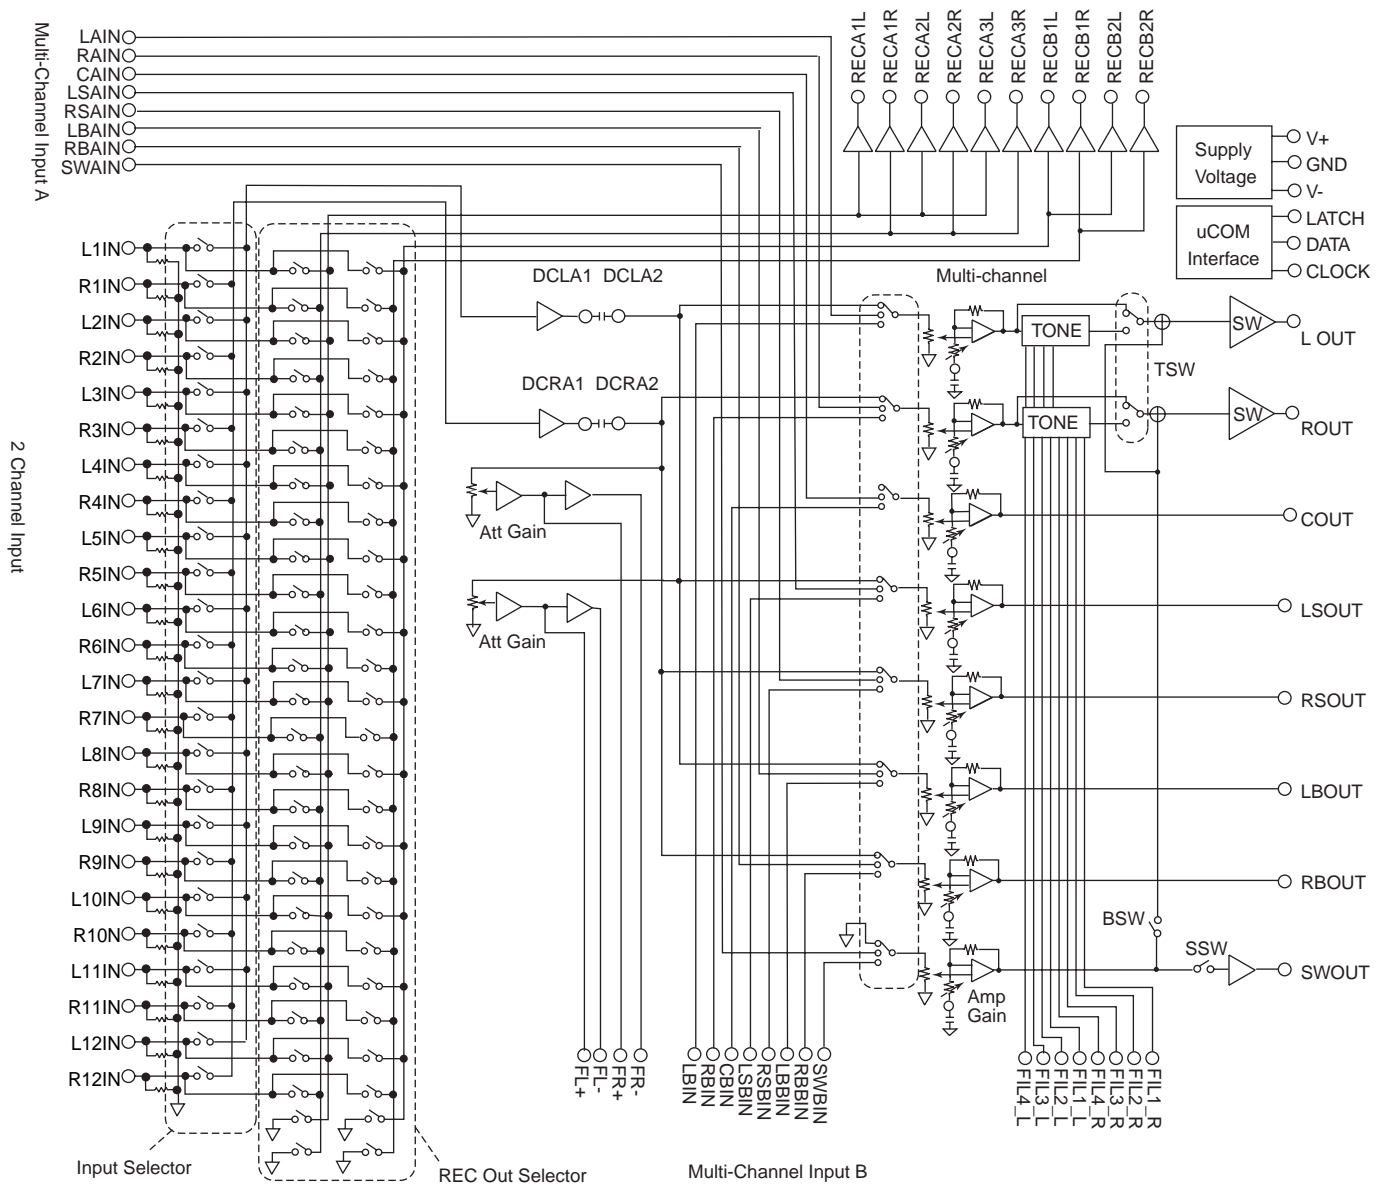 Multi-Channel Input A
LAIN
RAIN
CAIN
LSAIN
RSAIN
LBAIN
RBAIN
SWAIN
RECA1L
RECA1R
RECA2L
RECA2R
RECA3L
RECA3R
RECB1L
RECB1R
RECB2L
RECB2R
Supply
Voltage
V+
GND
V-
uCOM
Interface
LATCH
DATA
CLOCK
2 Channel Input
L1IN
R1IN
L2IN
R2IN
L3IN
R3IN
L4IN
R4IN
L5IN
R5IN
L6IN
R6IN
L7IN
R7IN
L8IN
R8IN
L9IN
R9IN
L10IN
R10N
L11IN
R11IN
L12IN
R12IN
Input Selector
REC Out Selector
DCLA1 DCLA2
DCRA1 DCRA2
Att Gain
Att Gain
Multi-channel
TONE
TONE
TSW
SW
SW
L OUT
ROUT
COUT
LSOUT
RSOUT
LBOUT
RBOUT
BSW
SSW
SWOUT
Amp
Gain
FL+
FL-
FR+
FR-
LBIN
RBIN
CBIN
LSBIN
RSBIN
LBBIN
RBBIN
SWBIN
FIL4_L
FIL3_L
FIL2_L
FIL1_L
FIL4_R
FIL3_R
FIL2_R
FIL1_R
Multi-Channel Input B